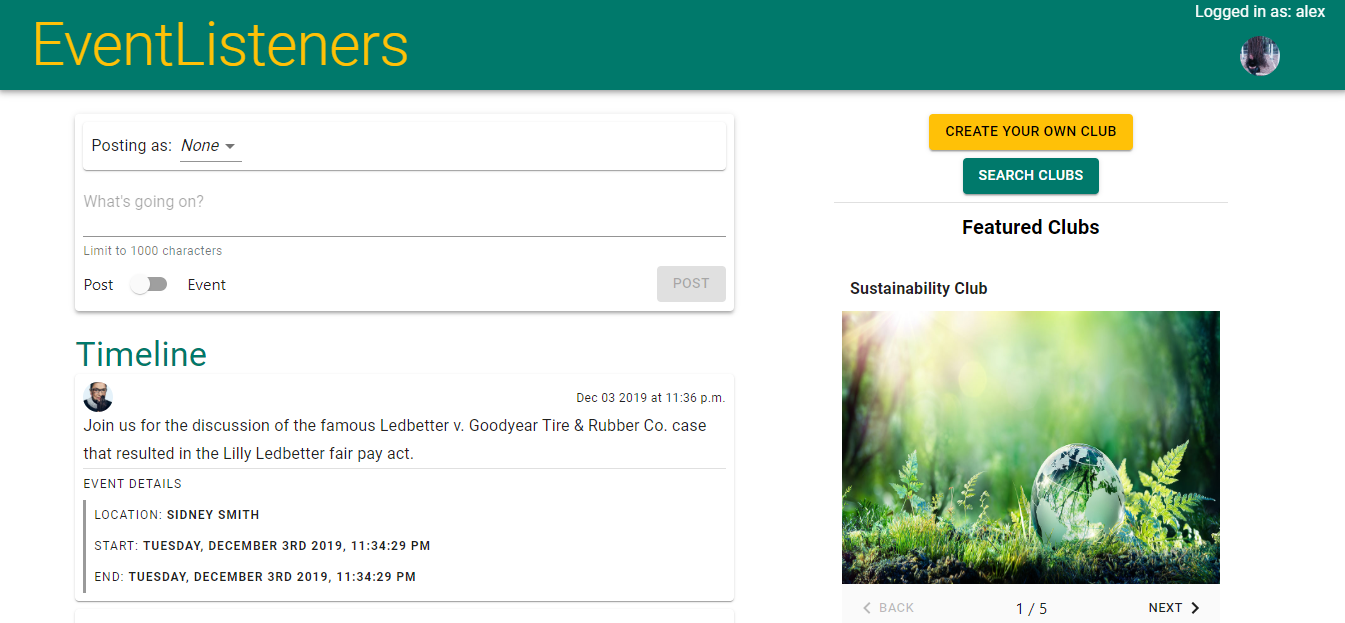 EventListeners
Logged in as: alex
Posting as: None
What's going on?
Limit to 1000 characters
Post
Event
POST
Timeline
Dec 03 2019 at 11:36 p.m.
Join us for the discussion of the famous Ledbetter v. Goodyear Tire & Rubber Co. case
that resulted in the Lilly Ledbetter fair pay act.
EVENT DETAILS
LOCATION: SIDNEY SMITH
START: TUESDAY, DECEMBER 3RD 2019, 11:34:29 PM
END: TUESDAY, DECEMBER 3RD 2019, 11:34:29 PM
CREATE YOUR OWN CLUB
SEARCH CLUBS
Featured Clubs
Sustainability Club
BACK
1 / 5
NEXT